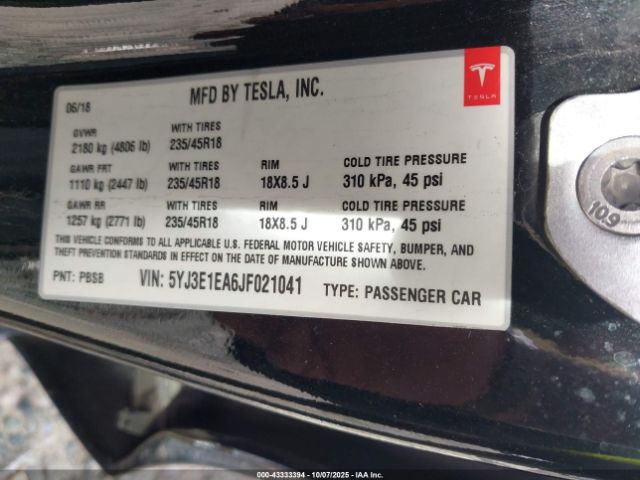 06/18
MFD BY TESLA, INC.
TESLA
GVWR WITH TIRES
2180 kg (4806 lb) 235/45R18
GAWR FRT WITH TIRES RIM COLD TIRE PRESSURE
1110 kg (2447 lb) 235/45R18 18X8.5 J 310 kPa, 45 psi
GAWR RR WITH TIRES RIM COLD TIRE PRESSURE
1257 kg (2771 lb) 235/45R18 18X8.5 J 310 kPa, 45 psi
THIS VEHICLE CONFORMS TO ALL APPLICABLE U.S. FEDERAL MOTOR VEHICLE SAFETY, BUMPER, AND
THEFT PREVENTION STANDARDS IN EFFECT ON THE DATE OF MANUFACTURE SHOWN ABOVE.
PNT: PBSB VIN: 5YJ3E1EA6JF021041 TYPE: PASSENGER CAR
10.9
000-43333394 - 10/07/2025 - IAA Inc.